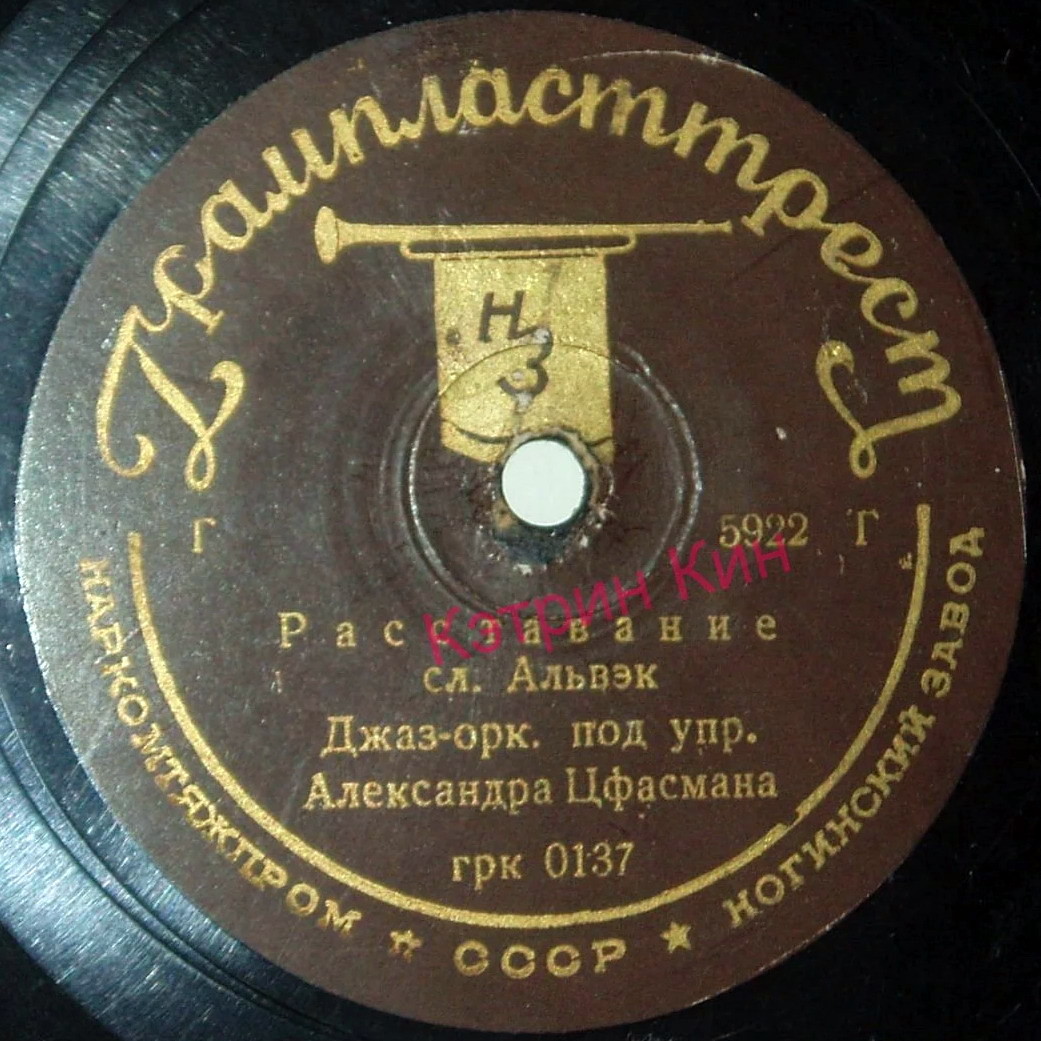 Грампласттрест
Н
З
Г 5922 Г
Расставание
сл. Альвэк
Джаз-орк. под упр.
Александра Цфасмана
грк 0137
НАРКОМТЯЖПРОМ ★ СССР ★ НОГИНСКИЙ ЗАВОД
Кэтрин Кин